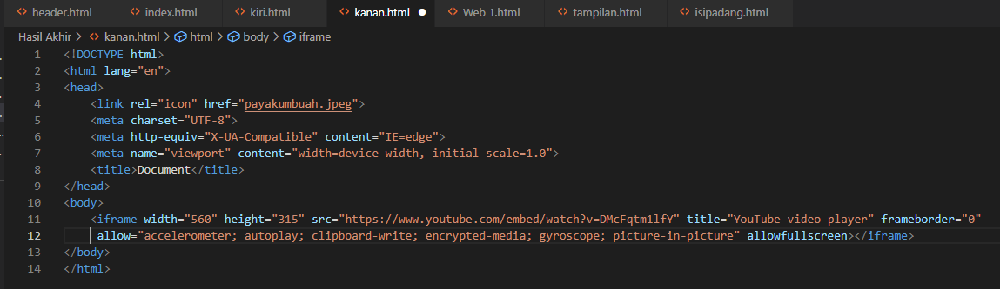 header.html index.html kiri.html kanan.html Web 1.html tampilan.html isipadang.html
Hasil Akhir > kanan.html > html > body > iframe
1 <!DOCTYPE html>
2 <html lang="en">
3 <head>
4 <link rel="icon" href="payakumbuah.jpeg">
5 <meta charset="UTF-8">
6 <meta http-equiv="X-UA-Compatible" content="IE=edge">
7 <meta name="viewport" content="width=device-width, initial-scale=1.0">
8 <title>Document</title>
9 </head>
10 <body>
11 <iframe width="560" height="315" src="https://www.youtube.com/embed/watch?v=DMcFqtm1lfY" title="YouTube video player" frameborder="0"
12 allow="accelerometer; autoplay; clipboard-write; encrypted-media; gyroscope; picture-in-picture" allowfullscreen></iframe>
13 </body>
14 </html>